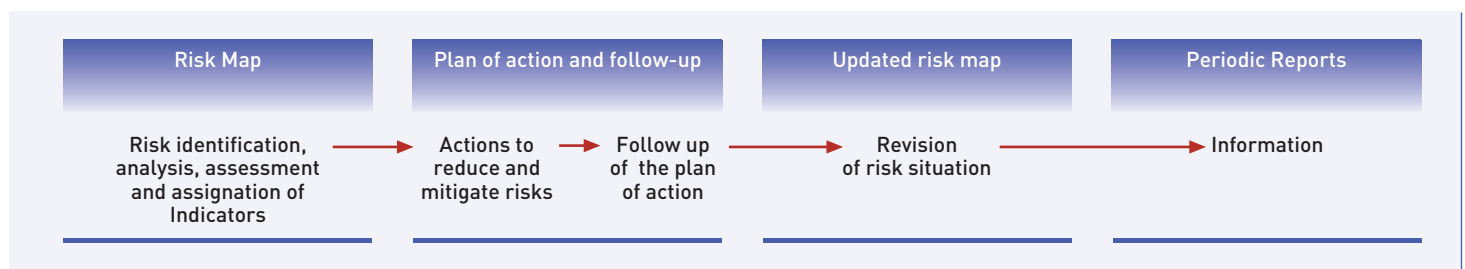 Risk Map
Plan of action and follow-up
Updated risk map
Periodic Reports
Risk identification,
analysis, assessment
and assignation of
Indicators
Actions to
reduce and
mitigate risks
Follow up
of the plan
of action
Revision
of risk situation
Information